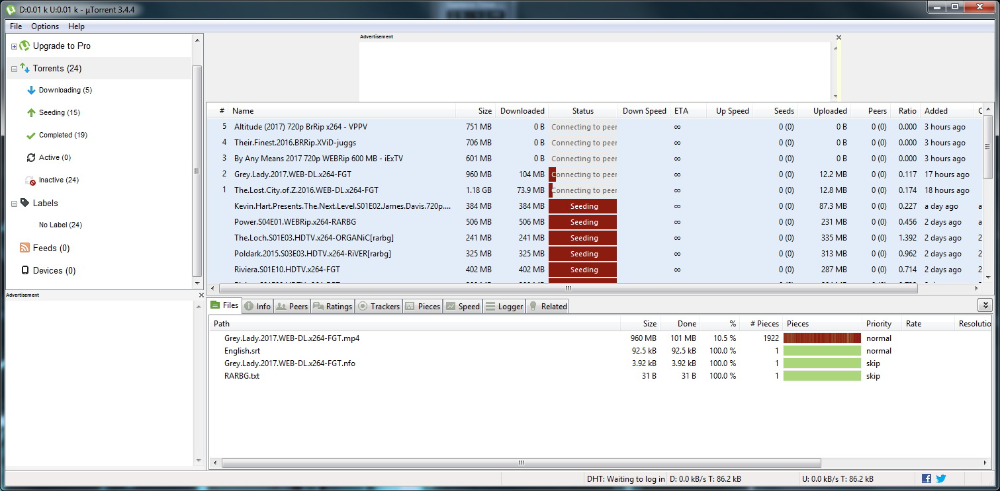 D:0.01 k U:0.01 k - µTorrent 3.4.4
File Options Help
Upgrade to Pro
Torrents (24)
Downloading (5)
Seeding (15)
Completed (19)
Active (0)
Inactive (24)
Labels
No Label (24)
Feeds (0)
Devices (0)
Advertisement
Advertisement
# Name Size Downloaded Status Down Speed ETA Up Speed Seeds Uploaded Peers Ratio Added C
5 Altitude (2017) 720p BrRip x264 - VPPV 751 MB 0 B Connecting to peer ∞ 0 (0) 0 B 0 (0) 0.000 3 hours ago
4 Their.Finest.2016.BRRip.XViD-juggs 706 MB 0 B Connecting to peer ∞ 0 (0) 0 B 0 (0) 0.000 3 hours ago
3 By Any Means 2017 720p WEBRip 600 MB - iExTV 601 MB 0 B Connecting to peer ∞ 0 (0) 0 B 0 (0) 0.000 3 hours ago
2 Grey.Lady.2017.WEB-DL.x264-FGT 960 MB 104 MB Connecting to peer ∞ 0 (0) 12.2 MB 0 (0) 0.117 17 hours ago
1 The.Lost.City.of.Z.2016.WEB-DL.x264-FGT 1.18 GB 73.9 MB Connecting to peer ∞ 0 (0) 12.8 MB 0 (0) 0.174 18 hours ago
Kevin.Hart.Presents.The.Next.Level.S01E02.James.Davis.720p.... 384 MB 384 MB Seeding ∞ 0 (0) 87.3 MB 0 (0) 0.227 a day ago a
Power.S04E01.WEBRip.x264-RARBG 506 MB 506 MB Seeding ∞ 0 (0) 231 MB 0 (0) 0.456 2 days ago a
The.Loch.S01E03.HDTV.x264-ORGANiC[rarbg] 241 MB 241 MB Seeding ∞ 0 (0) 335 MB 0 (0) 1.392 2 days ago 2
Poldark.2015.S03E03.HDTV.x264-RiVER[rarbg] 325 MB 325 MB Seeding ∞ 0 (0) 313 MB 0 (0) 0.962 2 days ago 2
Riviera.S01E10.HDTV.x264-FGT 402 MB 402 MB Seeding ∞ 0 (0) 287 MB 0 (0) 0.714 2 days ago 2
Files Info Peers Ratings Trackers Pieces Speed Logger Related
Path Size Done % # Pieces Pieces Priority Rate Resolutio
Grey.Lady.2017.WEB-DL.x264-FGT.mp4 960 MB 101 MB 10.5 % 1922 normal
English.srt 92.5 kB 92.5 kB 100.0 % 1 normal
Grey.Lady.2017.WEB-DL.x264-FGT.nfo 3.92 kB 3.92 kB 100.0 % 1 skip
RARBG.txt 31 B 31 B 100.0 % 1 skip
DHT: Waiting to log in D: 0.0 kB/s T: 86.2 kB U: 0.0 kB/s T: 86.2 kB